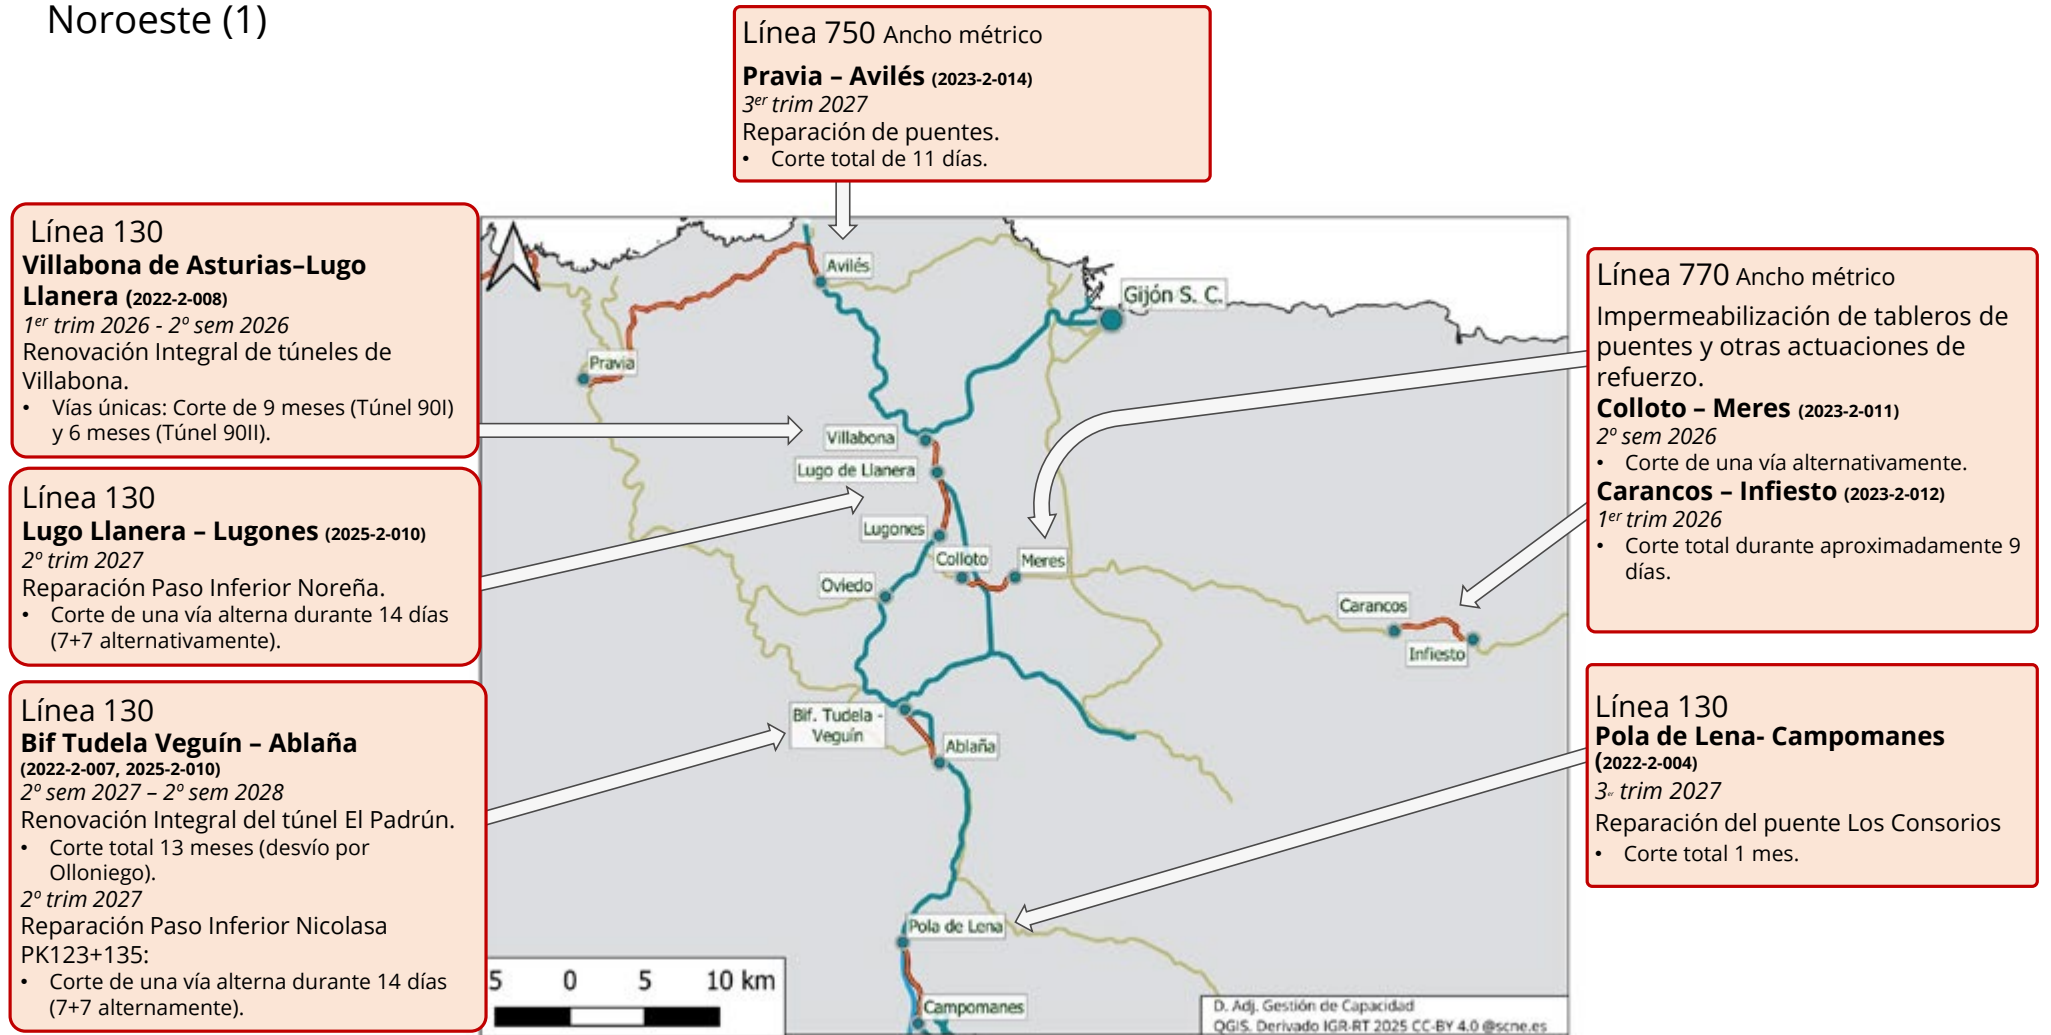 Noroeste (1)
Línea 750 Ancho métrico
Pravia – Avilés (2023-2-014)
3er trim 2027
Reparación de puentes.
• Corte total de 11 días.
Línea 130
Villabona de Asturias–Lugo
Llanera (2022-2-008)
1er trim 2026 - 2º sem 2026
Renovación Integral de túneles de
Villabona.
• Vías únicas: Corte de 9 meses (Túnel 90I)
y 6 meses (Túnel 90II).
Línea 130
Lugo Llanera – Lugones (2025-2-010)
2º trim 2027
Reparación Paso Inferior Noreña.
• Corte de una vía alterna durante 14 días
(7+7 alternativamente).
Línea 130
Bif Tudela Veguín – Ablaña
(2022-2-007, 2025-2-010)
2º sem 2027 – 2º sem 2028
Renovación Integral del túnel El Padrún.
• Corte total 13 meses (desvío por
Olloniego).
2º trim 2027
Reparación Paso Inferior Nicolasa
PK123+135:
• Corte de una vía alterna durante 14 días
(7+7 alternamente).
Línea 770 Ancho métrico
Impermeabilización de tableros de
puentes y otras actuaciones de
refuerzo.
Colloto – Meres (2023-2-011)
2º sem 2026
• Corte de una vía alternativamente.
Carancos – Infiesto (2023-2-012)
1er trim 2026
• Corte total durante aproximadamente 9
días.
Línea 130
Pola de Lena- Campomanes
(2022-2-004)
3er trim 2027
Reparación del puente Los Consorios
• Corte total 1 mes.
Avilés
Gijón S. C.
Pravia
Villabona
Lugo de Llanera
Lugones
Colloto
Meres
Oviedo
Carancos
Infiesto
Bif. Tudela -
Veguín
Ablaña
Pola de Lena
Campomanes
5 0 5 10 km
D. Adj. Gestión de Capacidad
QGIS. Derivado IGR-RT 2025 CC-BY 4.0 @scne.es